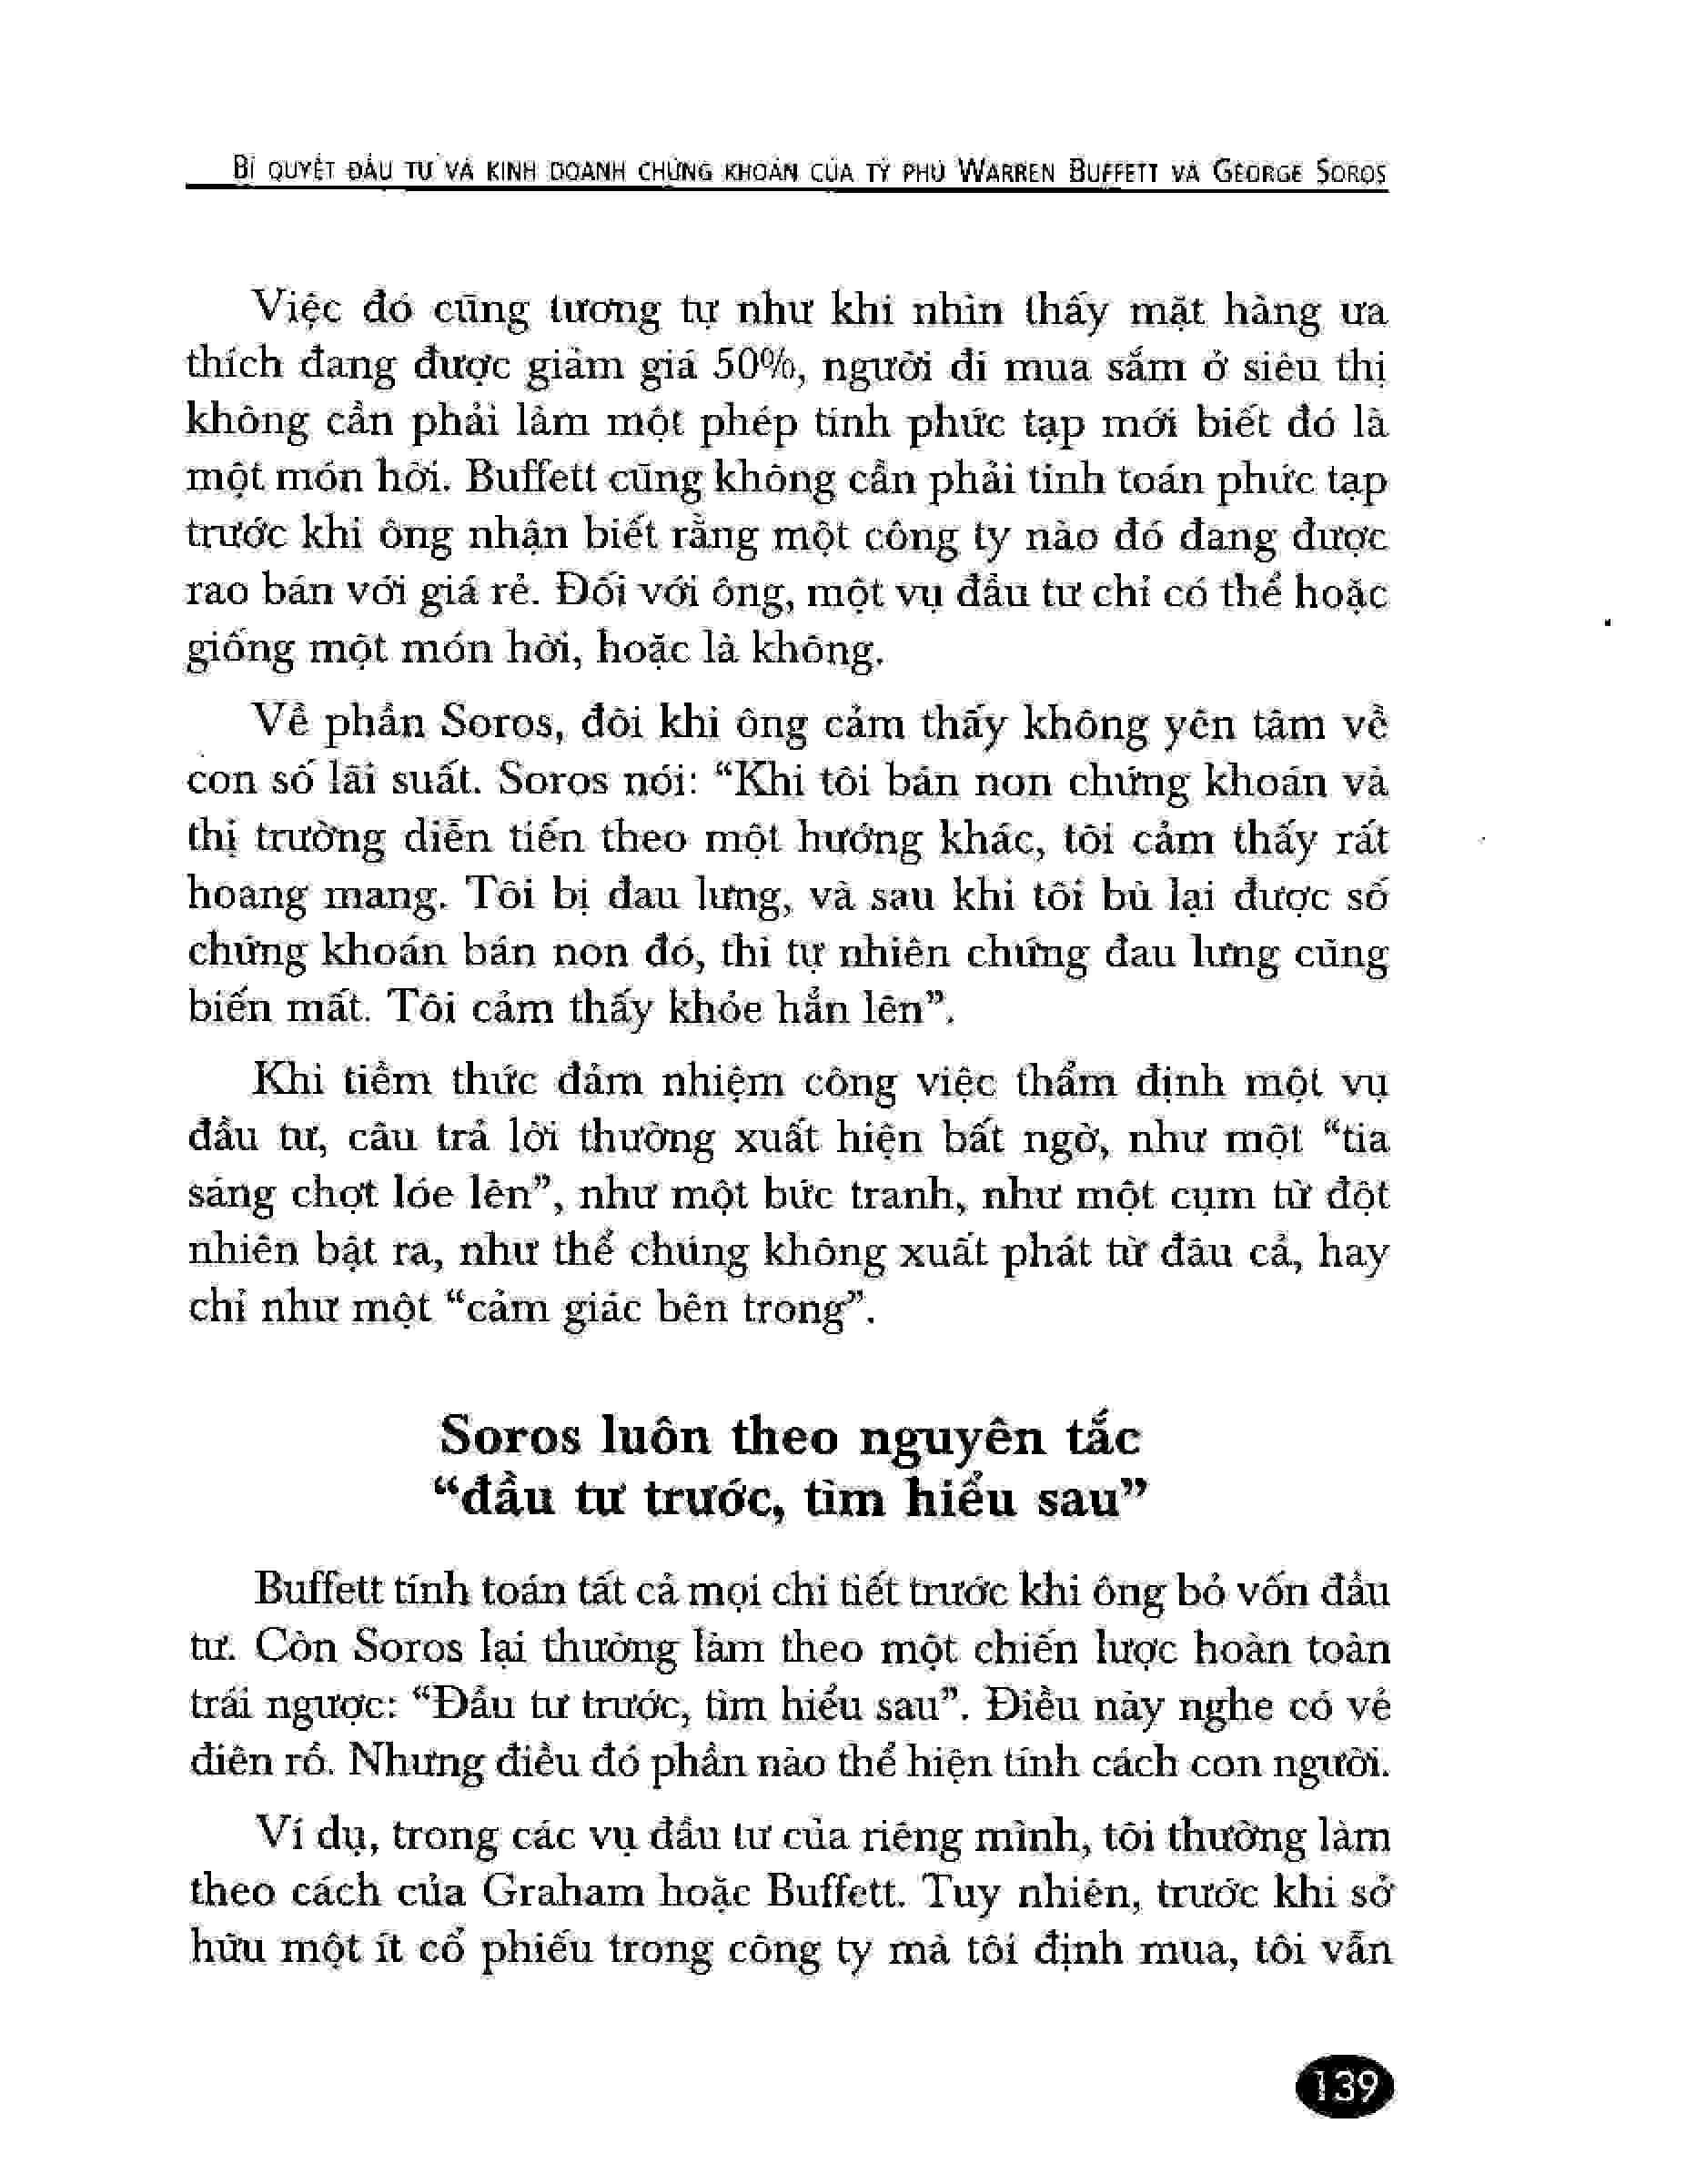 BÍ QUYẾT ĐẦU TƯ VÀ KINH DOANH CHỨNG KHOÁN CỦA TỶ PHÚ WARREN BUFFETT VÀ GEORGE SOROS
Việc đó cũng tương tự như khi nhìn thấy mặt hàng ưa
thích đang được giảm giá 50%, người đi mua sắm ở siêu thị
không cần phải làm một phép tính phức tạp mới biết đó là
một món hời. Buffett cũng không cần phải tính toán phức tạp
trước khi ông nhận biết rằng một công ty nào đó đang được
rao bán với giá rẻ. Đối với ông, một vụ đầu tư chỉ có thể hoặc
giống một món hời, hoặc là không.
Về phần Soros, đôi khi ông cảm thấy không yên tâm về
con số lãi suất. Soros nói: “Khi tôi bán non chứng khoán và
thị trường diễn tiến theo một hướng khác, tôi cảm thấy rất
hoang mang. Tôi bị đau lưng, và sau khi tôi bù lại được số
chứng khoán bán non đó, thì tự nhiên chứng đau lưng cũng
biến mất. Tôi cảm thấy khỏe hẳn lên”.
Khi tiềm thức đảm nhiệm công việc thẩm định một vụ
đầu tư, câu trả lời thường xuất hiện bất ngờ, như một “tia
sáng chợt lóe lên”, như một bức tranh, như một cụm từ đột
nhiên bật ra, như thể chúng không xuất phát từ đâu cả, hay
chỉ như một “cảm giác bên trong”.
Soros luôn theo nguyên tắc
“đầu tư trước, tìm hiểu sau”
Buffett tính toán tất cả mọi chi tiết trước khi ông bỏ vốn đầu
tư. Còn Soros lại thường làm theo một chiến lược hoàn toàn
trái ngược: “Đầu tư trước, tìm hiểu sau”. Điều này nghe có vẻ
điên rồ. Nhưng điều đó phần nào thể hiện tính cách con người.
Ví dụ, trong các vụ đầu tư của riêng mình, tôi thường làm
theo cách của Graham hoặc Buffett. Tuy nhiên, trước khi sở
hữu một ít cổ phiếu trong công ty mà tôi định mua, tôi vẫn
139